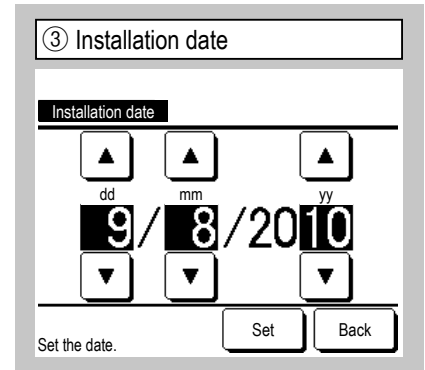 ③ Installation date
Installation date
▲ ▲ ▲
dd mm yy
9/8/2010
▼ ▼ ▼
Set the date. Set Back